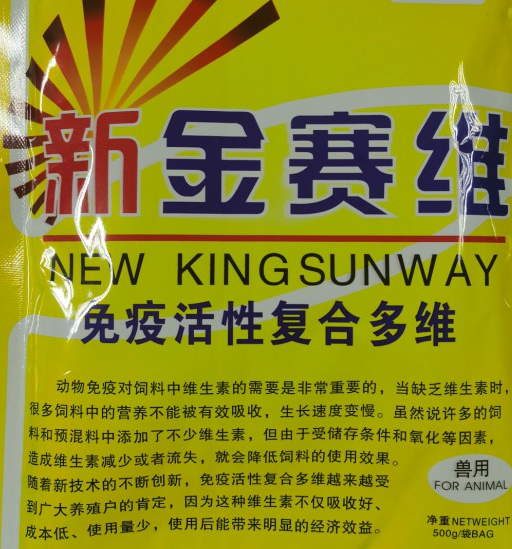 新金赛维
NEW KINGSUNWAY
免疫活性复合多维
动物免疫对饲料中维生素的需要是非常重要的，当缺乏维生素时，
很多饲料中的营养不能被有效吸收，生长速度变慢。虽然说许多的饲
料和预混料中添加了不少维生素，但由于受储存条件和氧化等因素，
造成维生素减少或者流失，就会降低饲料的使用效果。
随着新技术的不断创新，免疫活性复合多维越来越受
到广大养殖户的肯定，因为这种维生素不仅吸收好、
成本低、使用量少，使用后能带来明显的经济效益。
兽用
FOR ANIMAL
净重NETWEIGHT
500g/袋BAG